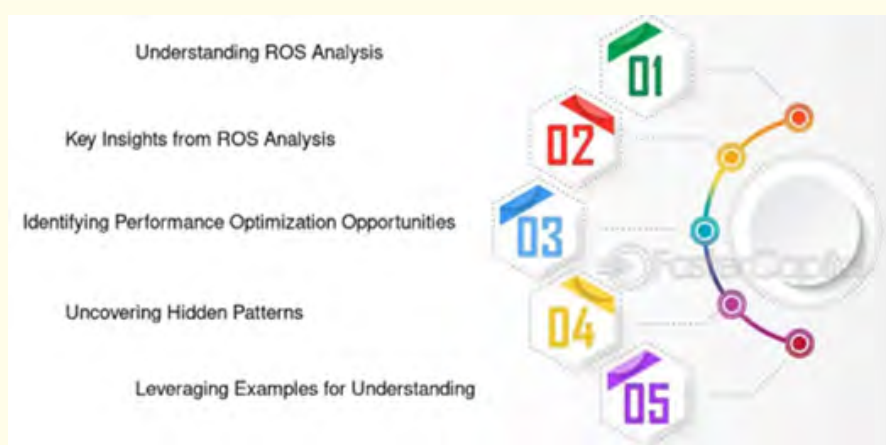 Understanding ROS Analysis
01
Key Insights from ROS Analysis
02
Identifying Performance Optimization Opportunities
03
FasterCapital
Uncovering Hidden Patterns
04
Leveraging Examples for Understanding
05